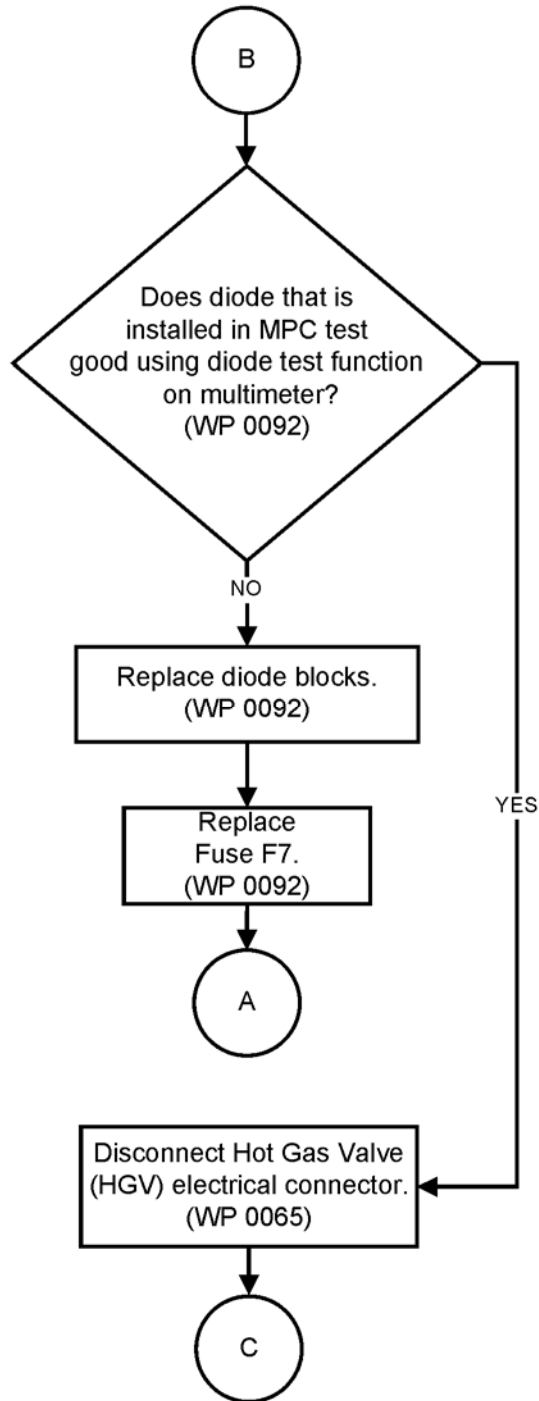 B
Does diode that is
installed in MPC test
good using diode test function
on multimeter?
(WP 0092)
NO
Replace diode blocks.
(WP 0092)
YES
Replace
Fuse F7.
(WP 0092)
A
Disconnect Hot Gas Valve
(HGV) electrical connector.
(WP 0065)
C